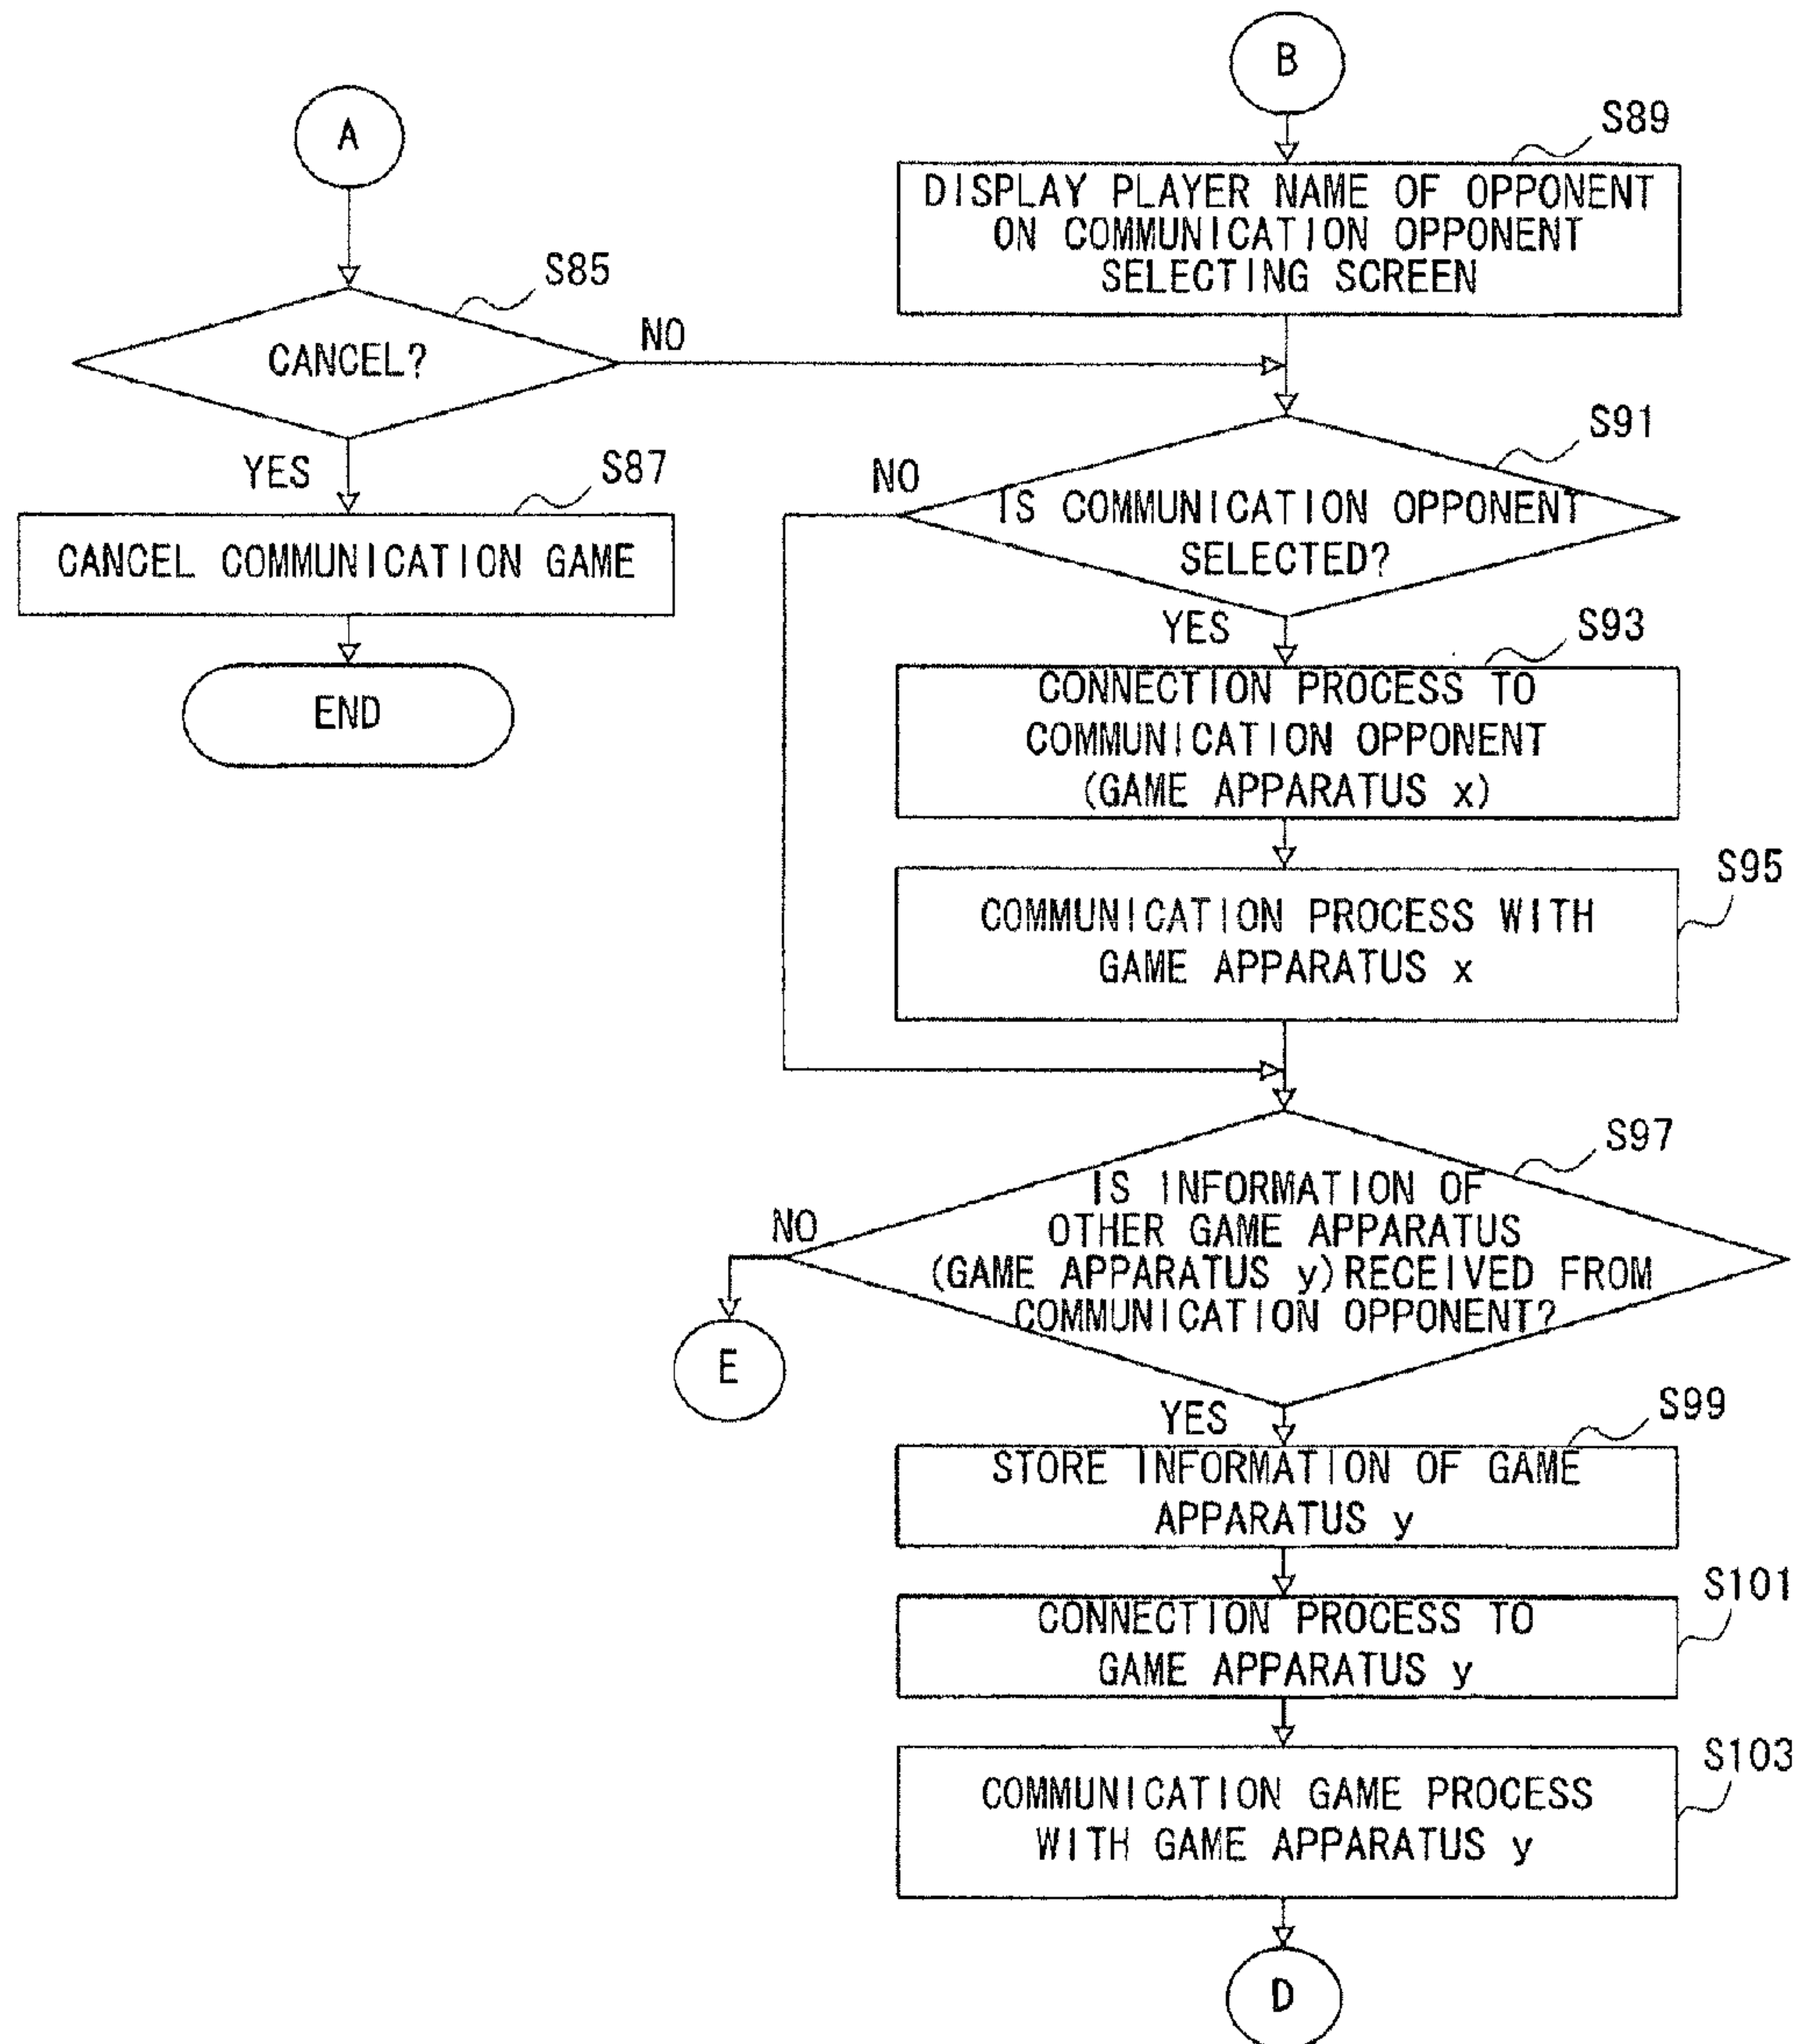 A
S85
CANCEL?
NO
YES
S87
CANCEL COMMUNICATION GAME
END
B
S89
DISPLAY PLAYER NAME OF OPPONENT
ON COMMUNICATION OPPONENT
SELECTING SCREEN
S91
NO
IS COMMUNICATION OPPONENT
SELECTED?
YES
S93
CONNECTION PROCESS TO
COMMUNICATION OPPONENT
(GAME APPARATUS x)
S95
COMMUNICATION PROCESS WITH
GAME APPARATUS x
S97
NO
IS INFORMATION OF
OTHER GAME APPARATUS
(GAME APPARATUS y) RECEIVED FROM
COMMUNICATION OPPONENT?
E
YES
S99
STORE INFORMATION OF GAME
APPARATUS y
S101
CONNECTION PROCESS TO
GAME APPARATUS y
S103
COMMUNICATION GAME PROCESS
WITH GAME APPARATUS y
D